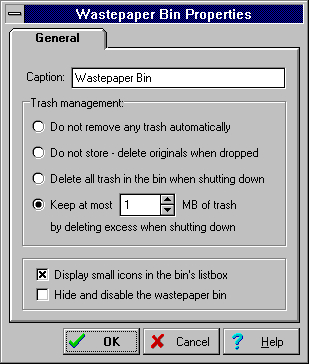 Wastepaper Bin Properties
General
Caption: Wastepaper Bin
Trash management:
Do not remove any trash automatically
Do not store - delete originals when dropped
Delete all trash in the bin when shutting down
Keep at most 1 MB of trash
by deleting excess when shutting down
Display small icons in the bin's listbox
Hide and disable the wastepaper bin
OK Cancel ? Help